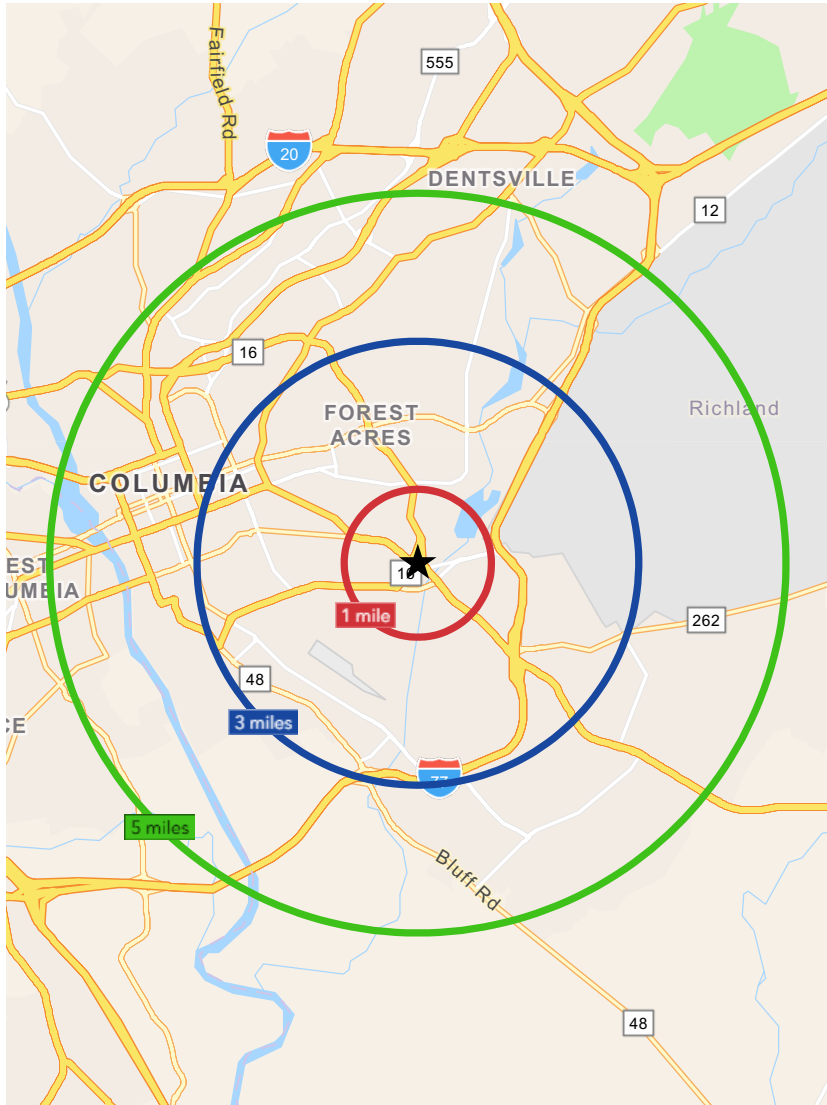 Fairfield Rd
555
20
DENTSVILLE
12
16
Richland
FOREST
ACRES
COLUMBIA
EST
UMBIA
16
1 mile
262
48
3 miles
CE
77
5 miles
Bluff Rd
48